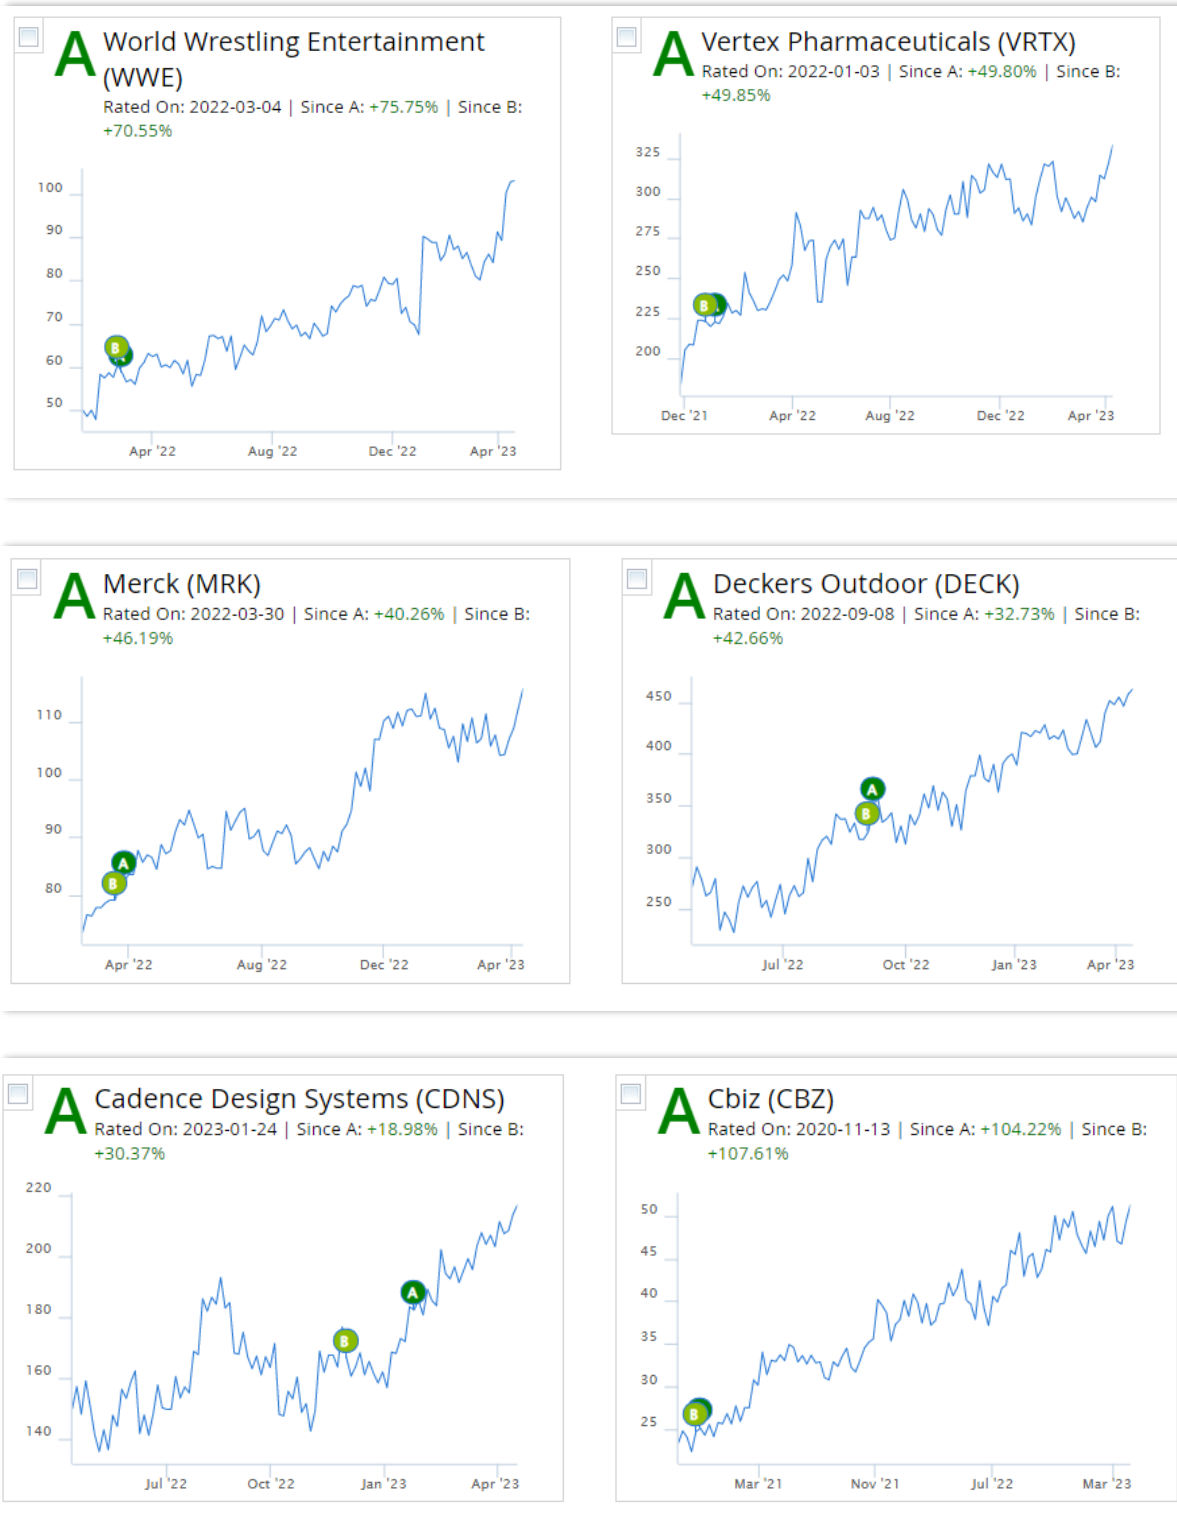 A World Wrestling Entertainment
(WWE)
Rated On: 2022-03-04 | Since A: +75.75% | Since B:
+70.55%
100
90
80
70
60
50
B
A
Apr '22 Aug '22 Dec '22 Apr '23
A Vertex Pharmaceuticals (VRTX)
Rated On: 2022-01-03 | Since A: +49.80% | Since B:
+49.85%
325
300
275
250
225
200
B
Dec '21 Apr '22 Aug '22 Dec '22 Apr '23
A Merck (MRK)
Rated On: 2022-03-30 | Since A: +40.26% | Since B:
+46.19%
110
100
90
80
A
B
Apr '22 Aug '22 Dec '22 Apr '23
A Deckers Outdoor (DECK)
Rated On: 2022-09-08 | Since A: +32.73% | Since B:
+42.66%
450
400
350
300
250
A
B
Jul '22 Oct '22 Jan '23 Apr '23
A Cadence Design Systems (CDNS)
Rated On: 2023-01-24 | Since A: +18.98% | Since B:
+30.37%
220
200
180
160
140
A
B
Jul '22 Oct '22 Jan '23 Apr '23
A Cbiz (CBZ)
Rated On: 2020-11-13 | Since A: +104.22% | Since B:
+107.61%
50
45
40
35
30
25
B
Mar '21 Nov '21 Jul '22 Mar '23